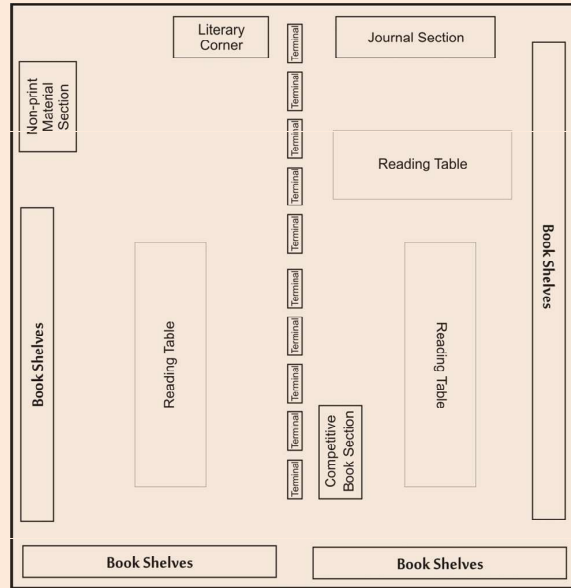 Literary
Corner
Terminal
Journal Section
Non-print
Material
Section
Terminal
Terminal
Reading Table
Terminal
Terminal
Book Shelves
Book Shelves
Reading Table
Terminal
Terminal
Terminal
Terminal
Terminal
Reacing Table
Competitive
Book Section
Book Shelves
Book Shelves